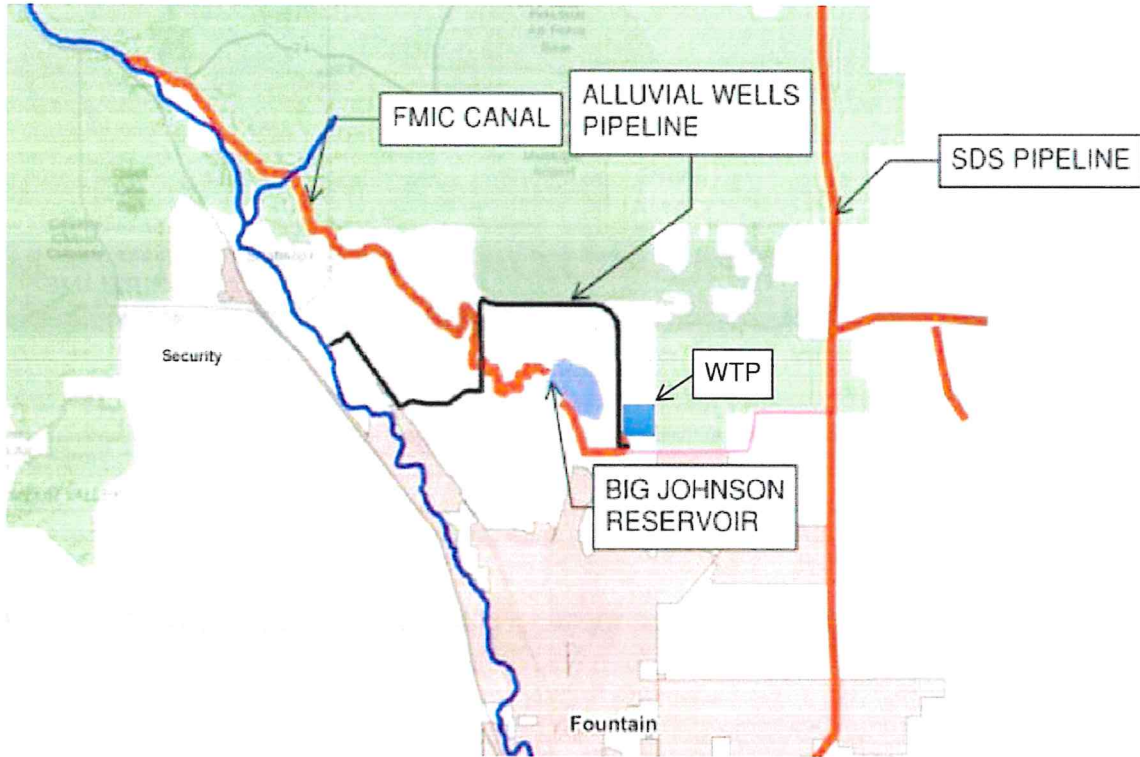 FMIC CANAL
ALLUVIAL WELLS
PIPELINE
SDS PIPELINE
Security
WTP
BIG JOHNSON
RESERVOIR
Fountain